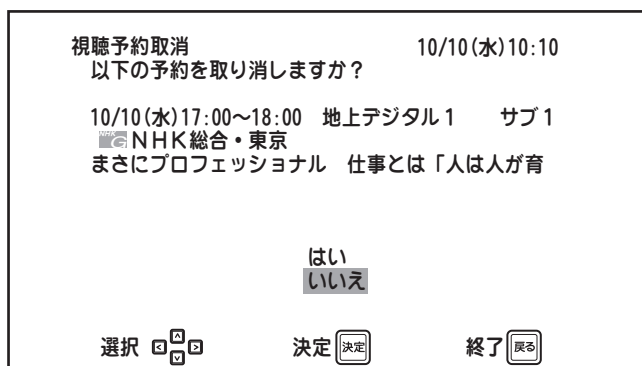 視聴予約取消 10/10(水)10:10
以下の予約を取り消しますか？
10/10(水)17:00〜18:00 地上デジタル1 サブ1
NHK G NHK総合・東京
まさにプロフェッショナル 仕事とは「人は人が育
はい
いいえ
選択 決定 決定 終了 戻る